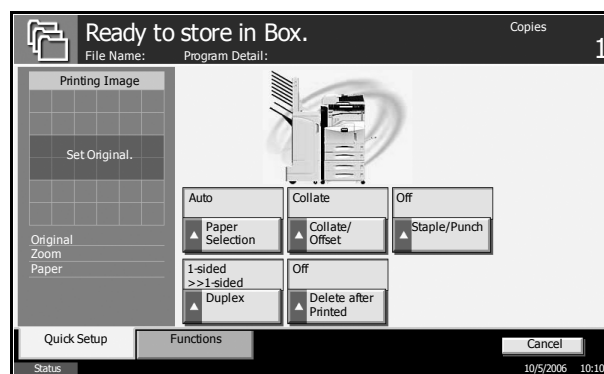 Ready to store in Box.
File Name: Program Detail:
Copies
1
Printing Image
Set Original.
Original
Zoom
Paper
Auto
Paper
Selection
Collate
Collate/
Offset
Off
Staple/Punch
1-sided
>>1-sided
Duplex
Off
Delete after
Printed
Quick Setup
Functions
Cancel
Status
10/5/2006 10:10